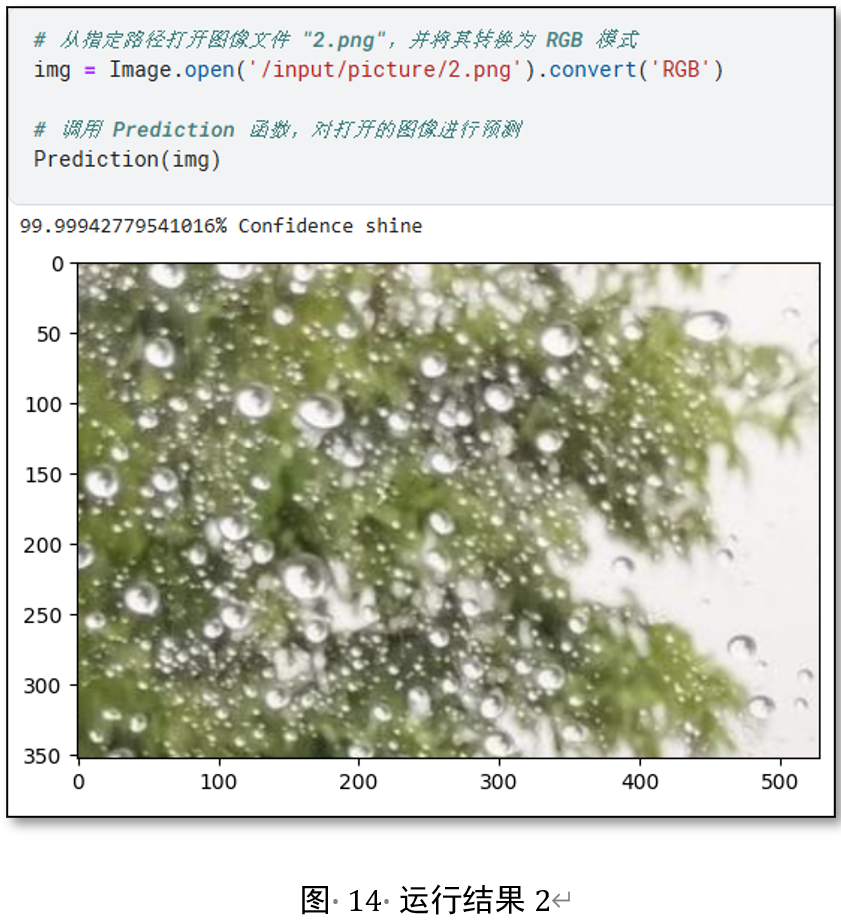 # 从指定路径打开图像文件 "2.png"，并将其转换为 RGB 模式
img = Image.open('/input/picture/2.png').convert('RGB')
# 调用 Prediction 函数，对打开的图像进行预测
Prediction(img)
99.99942779541016% Confidence shine
0
50
100
150
200
250
300
350
0 100 200 300 400 500
图· 14· 运行结果 2↵